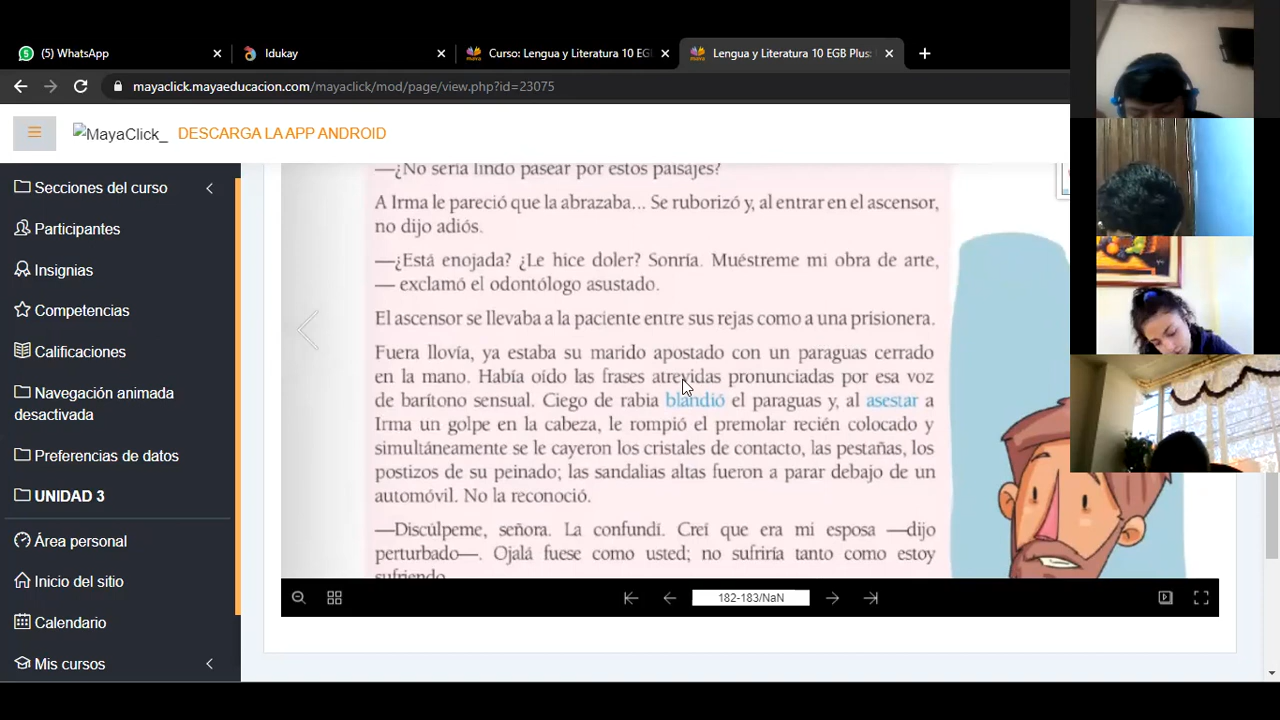 (5) WhatsApp
Idukay
Curso: Lengua y Literatura 10 EGB
Lengua y Literatura 10 EGB Plus:
mayaclick.mayaeducacion.com/mayaclick/mod/page/view.php?id=23075
MayaClick_
DESCARGA LA APP ANDROID
Secciones del curso
Participantes
Insignias
Competencias
Calificaciones
Navegación animada
desactivada
Preferencias de datos
UNIDAD 3
Área personal
Inicio del sitio
Calendario
Mis cursos
—¿No sería lindo pasear por estos paisajes?
A Irma le pareció que la abrazaba... Se ruborizó y, al entrar en el ascensor,
no dijo adiós.
—¿Está enojada? ¿Le hice doler? Sonría. Muéstreme mi obra de arte,
— exclamó el odontólogo asustado.
El ascensor se llevaba a la paciente entre sus rejas como a una prisionera.
Fuera llovía, ya estaba su marido apostado con un paraguas cerrado
en la mano. Había oído las frases atrevidas pronunciadas por esa voz
de barítono sensual. Ciego de rabia blandió el paraguas y, al asestar a
Irma un golpe en la cabeza, le rompió el premolar recién colocado y
simultáneamente se le cayeron los cristales de contacto, las pestañas, los
postizos de su peinado; las sandalias altas fueron a parar debajo de un
automóvil. No la reconoció.
—Discúlpeme, señora. La confundí. Creí que era mi esposa —dijo
perturbado—. Ojalá fuese como usted; no sufriría tanto como estoy
sufriendo
182-183/NaN